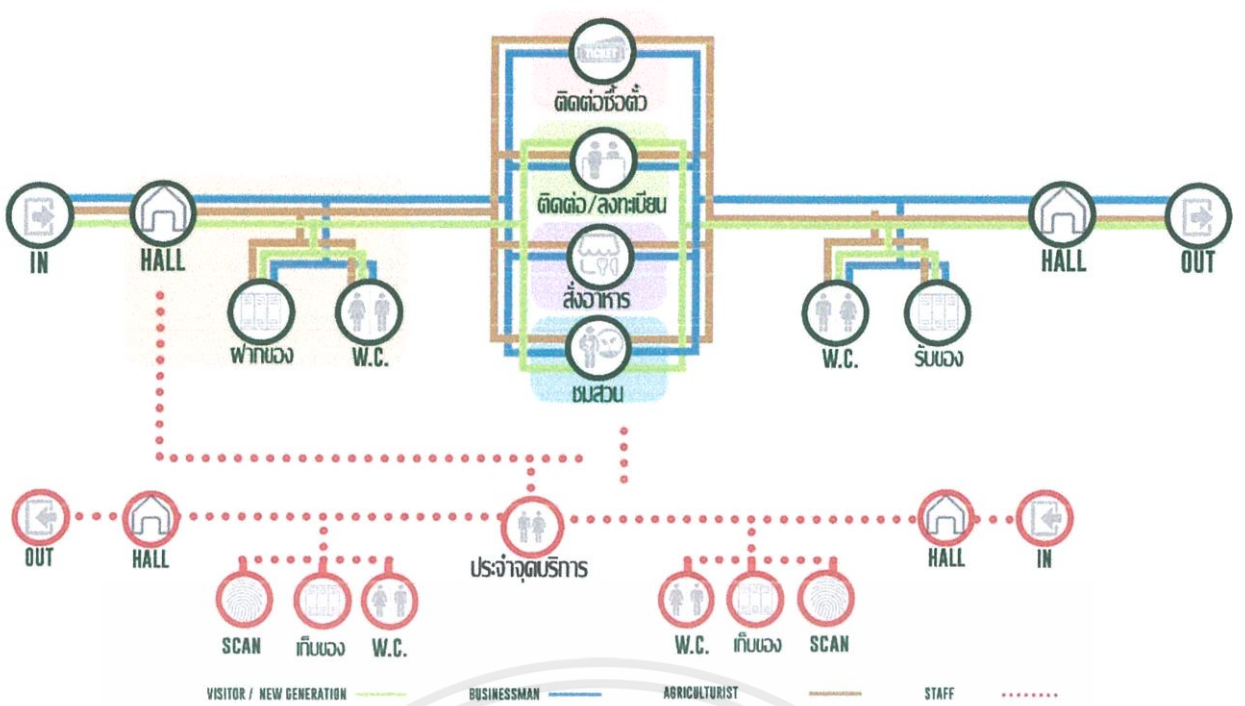 TICKET
ติดต่อซื้อตั๋ว
ติดต่อ/ลงทะเบียน
IN
HALL
HALL
OUT
สั่งอาหาร
ฝากของ
W.C.
W.C.
รับของ
ชมสวน
OUT
HALL
ประจำจุดบริการ
HALL
IN
SCAN
เก็บของ
W.C.
W.C.
เก็บของ
SCAN
VISITOR / NEW GENERATION
BUSINESSMAN
AGRICULTURIST
STAFF